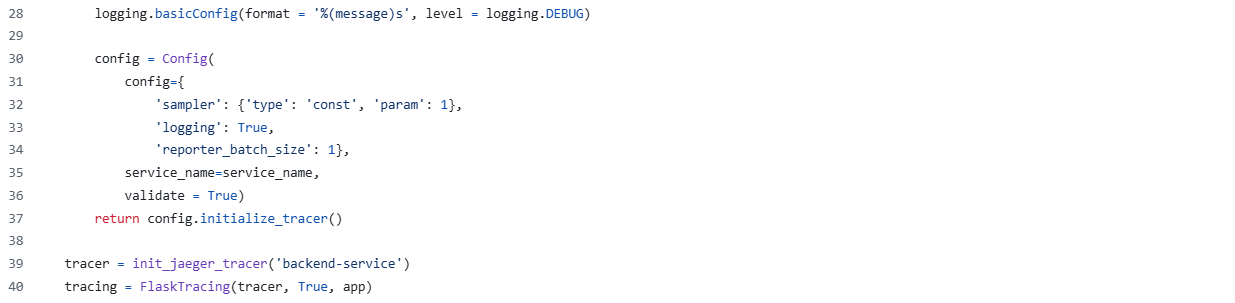 28 logging.basicConfig(format = '%(message)s', level = logging.DEBUG)
29
30 config = Config(
31 config={
32 'sampler': {'type': 'const', 'param': 1},
33 'logging': True,
34 'reporter_batch_size': 1},
35 service_name=service_name,
36 validate = True)
37 return config.initialize_tracer()
38
39 tracer = init_jaeger_tracer('backend-service')
40 tracing = FlaskTracing(tracer, True, app)